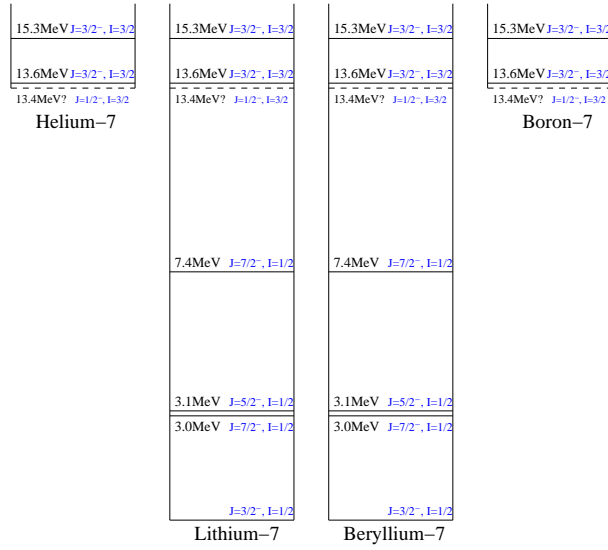 15.3MeV J=3/2⁻, I=3/2
13.6MeV J=3/2⁻, I=3/2
13.4MeV? J=1/2⁻, I=3/2
Helium−7
15.3MeV J=3/2⁻, I=3/2
13.6MeV J=3/2⁻, I=3/2
13.4MeV? J=1/2⁻, I=3/2
7.4MeV J=7/2⁻, I=1/2
3.1MeV J=5/2⁻, I=1/2
3.0MeV J=7/2⁻, I=1/2
J=3/2⁻, I=1/2
Lithium−7
15.3MeV J=3/2⁻, I=3/2
13.6MeV J=3/2⁻, I=3/2
13.4MeV? J=1/2⁻, I=3/2
7.4MeV J=7/2⁻, I=1/2
3.1MeV J=5/2⁻, I=1/2
3.0MeV J=7/2⁻, I=1/2
J=3/2⁻, I=1/2
Beryllium−7
15.3MeV J=3/2⁻, I=3/2
13.6MeV J=3/2⁻, I=3/2
13.4MeV? J=1/2⁻, I=3/2
Boron−7